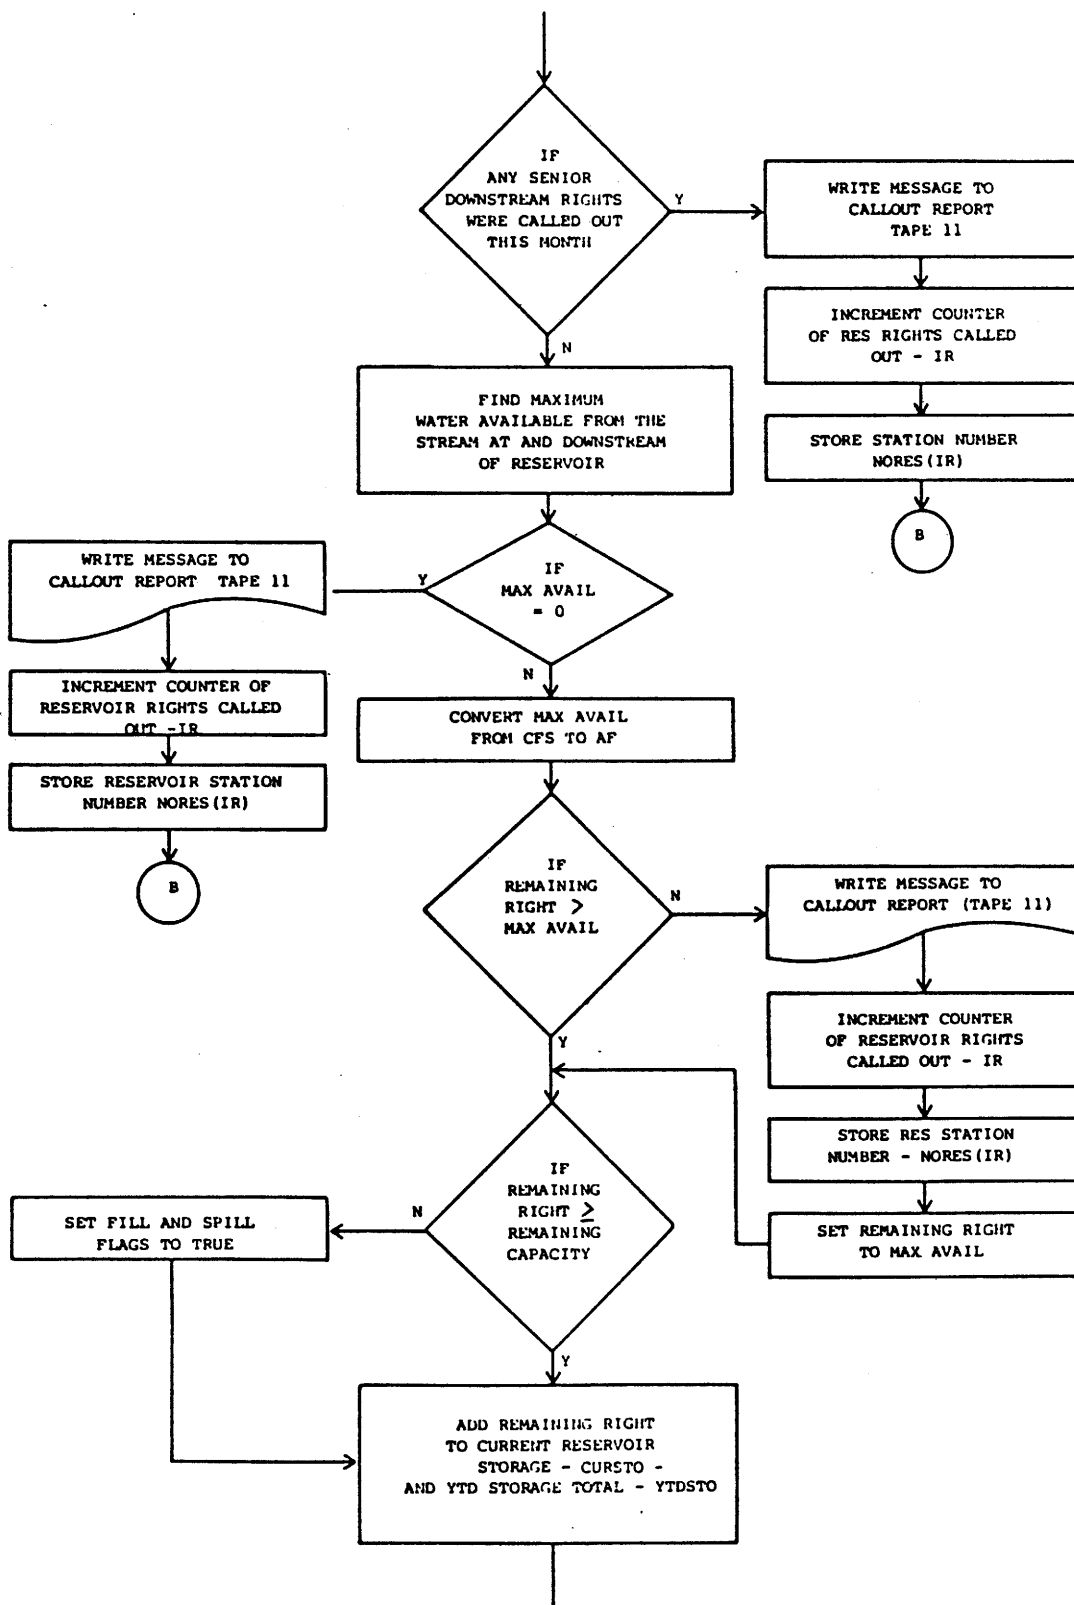 IF
ANY SENIOR
DOWNSTREAM RIGHTS
WERE CALLED OUT
THIS MONTH
Y
WRITE MESSAGE TO
CALLOUT REPORT
TAPE 11
INCREMENT COUNTER
OF RES RIGHTS CALLED
OUT - IR
STORE STATION NUMBER
NORES(IR)
B
N
FIND MAXIMUM
WATER AVAILABLE FROM THE
STREAM AT AND DOWNSTREAM
OF RESERVOIR
IF
MAX AVAIL
= 0
Y
WRITE MESSAGE TO
CALLOUT REPORT TAPE 11
INCREMENT COUNTER OF
RESERVOIR RIGHTS CALLED
OUT -IR
STORE RESERVOIR STATION
NUMBER NORES(IR)
B
N
CONVERT MAX AVAIL
FROM CFS TO AF
IF
REMAINING
RIGHT >
MAX AVAIL
N
WRITE MESSAGE TO
CALLOUT REPORT (TAPE 11)
INCREMENT COUNTER
OF RESERVOIR RIGHTS
CALLED OUT - IR
STORE RES STATION
NUMBER - NORES(IR)
SET REMAINING RIGHT
TO MAX AVAIL
Y
IF
REMAINING
RIGHT ≥
REMAINING
CAPACITY
N
SET FILL AND SPILL
FLAGS TO TRUE
Y
ADD REMAINING RIGHT
TO CURRENT RESERVOIR
STORAGE - CURSTO -
AND YTD STORAGE TOTAL - YTDSTO